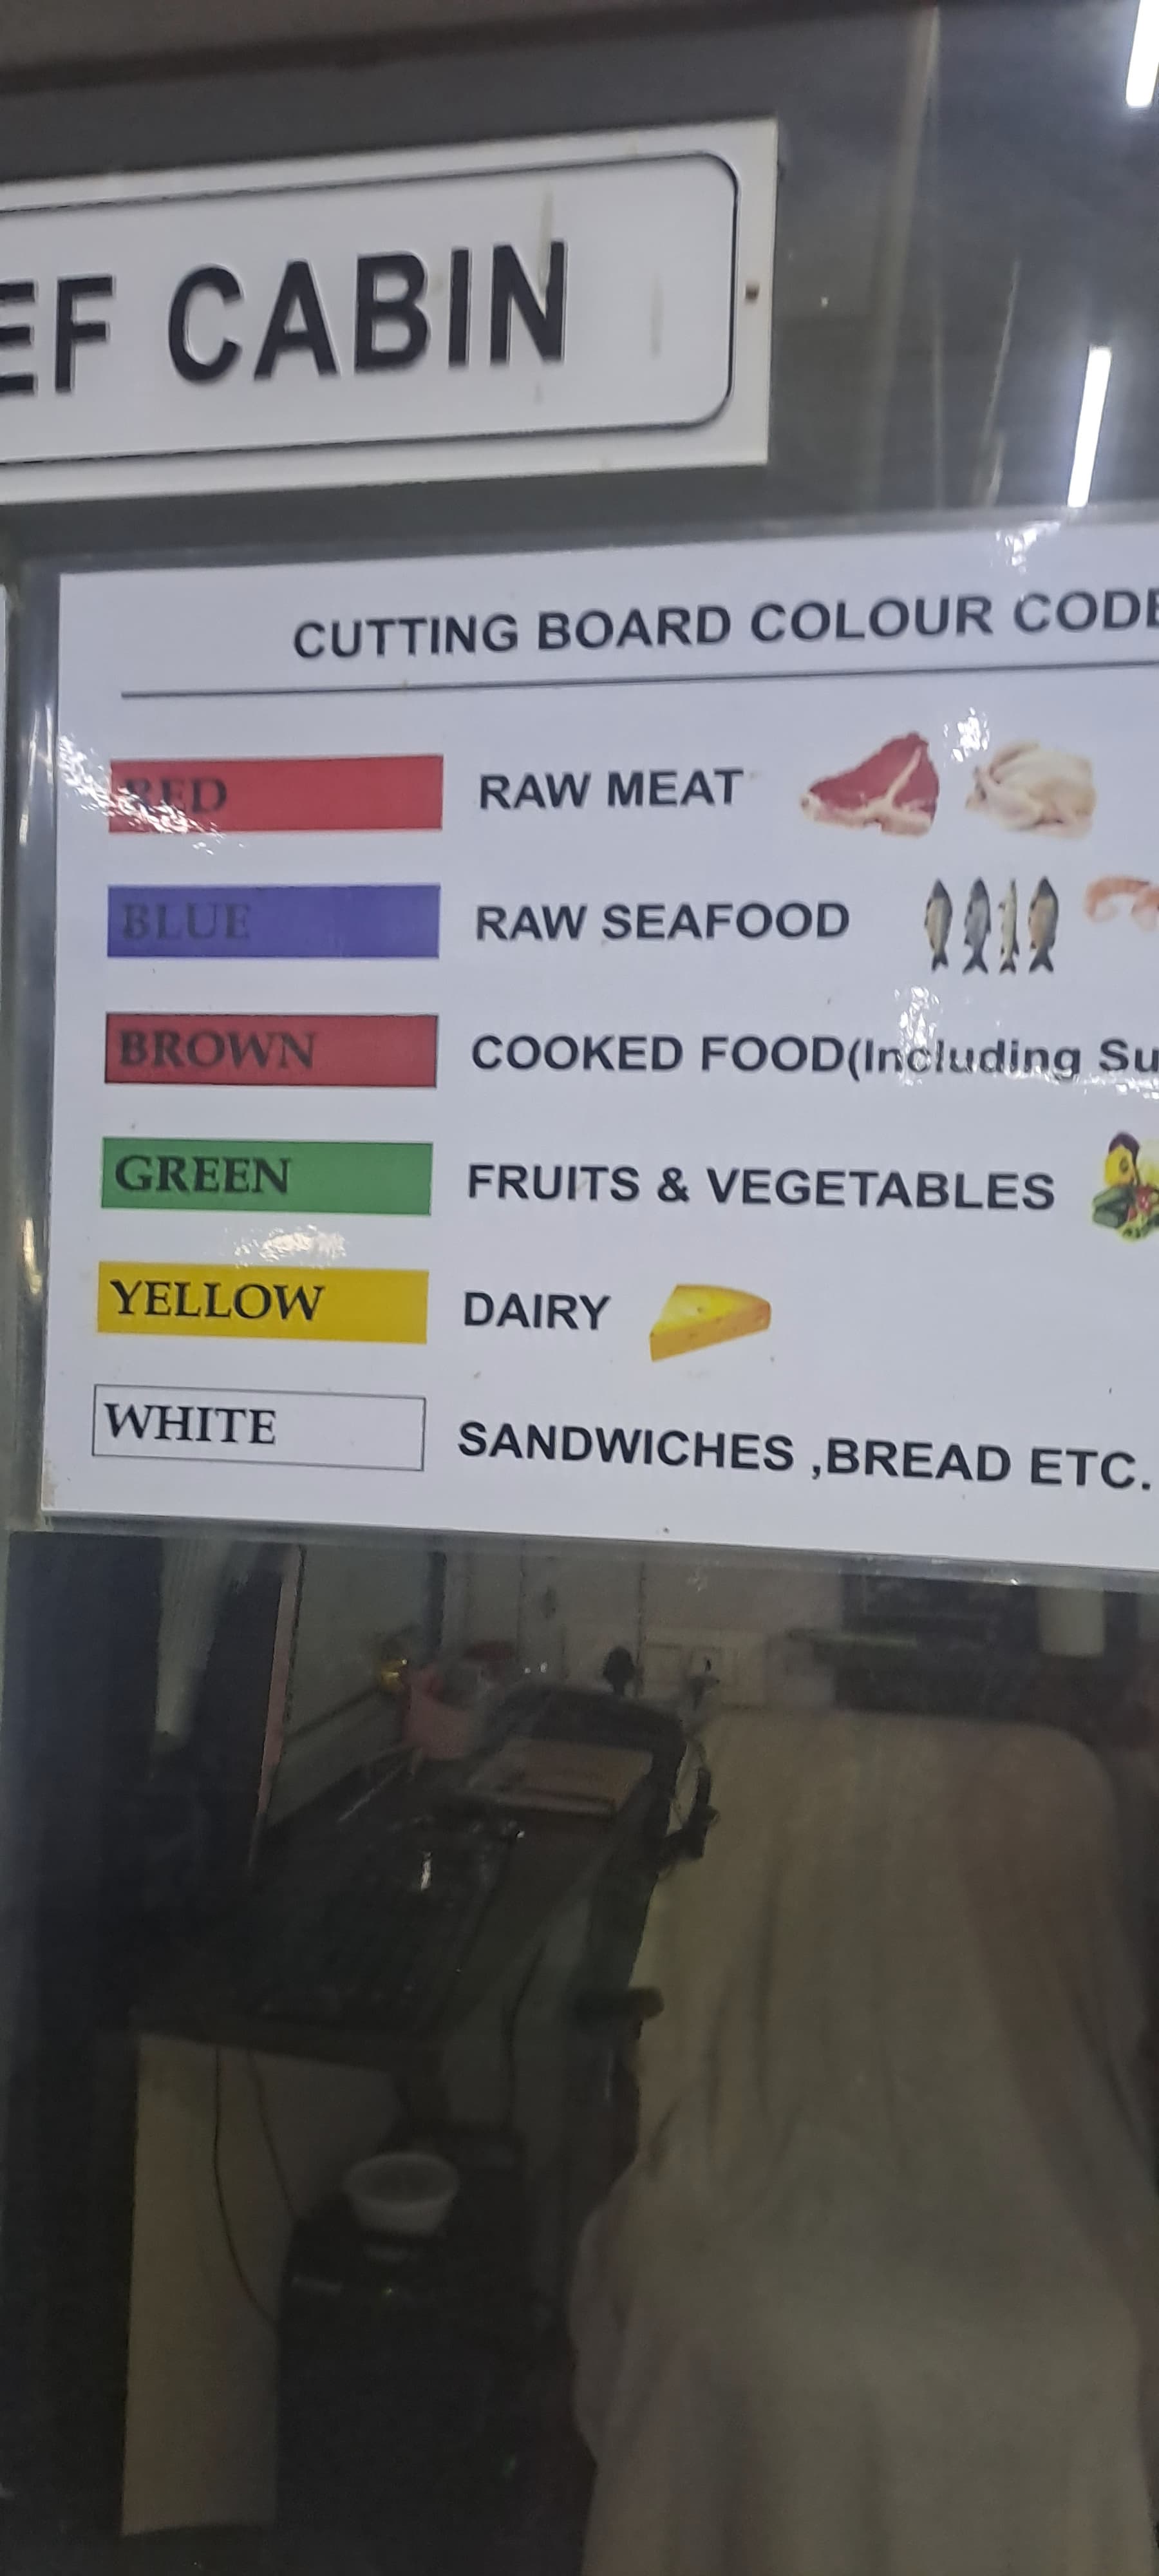 EF CABIN
CUTTING BOARD COLOUR CODE
RED RAW MEAT
BLUE RAW SEAFOOD
BROWN COOKED FOOD(Including Su
GREEN FRUITS & VEGETABLES
YELLOW DAIRY
WHITE SANDWICHES ,BREAD ETC.